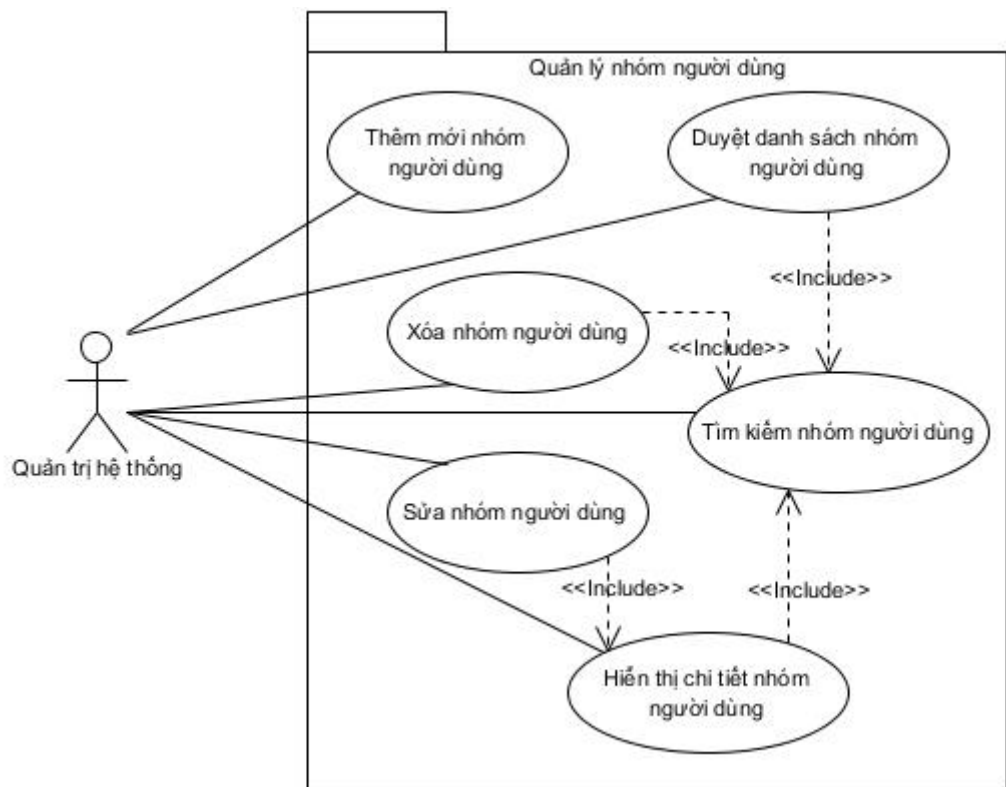 Quản lý nhóm người dùng
Thêm mới nhóm
người dùng
Duyệt danh sách nhóm
người dùng
<<Include>>
Xóa nhóm người dùng
<<Include>>
Tìm kiếm nhóm người dùng
Quản trị hệ thống
Sửa nhóm người dùng
<<Include>>
<<Include>>
Hiển thị chi tiết nhóm
người dùng